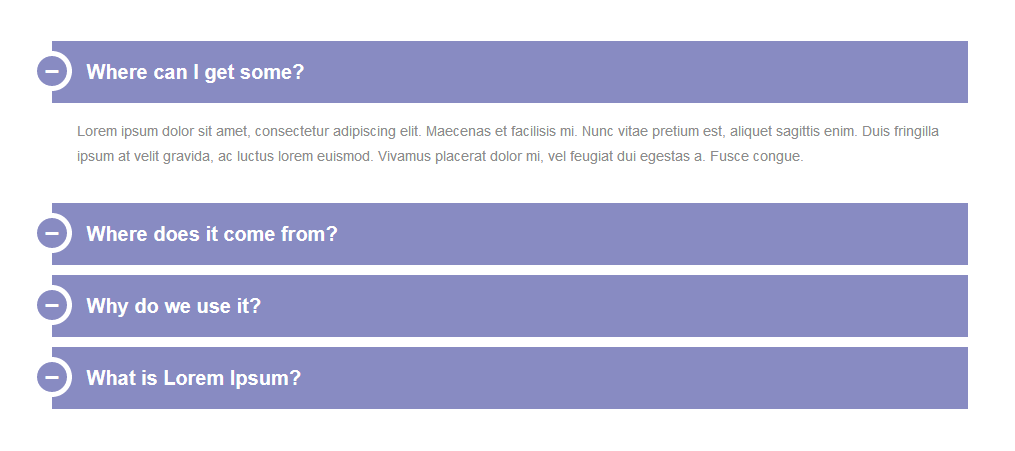 Where can I get some?
Lorem ipsum dolor sit amet, consectetur adipiscing elit. Maecenas et facilisis mi. Nunc vitae pretium est, aliquet sagittis enim. Duis fringilla
ipsum at velit gravida, ac luctus lorem euismod. Vivamus placerat dolor mi, vel feugiat dui egestas a. Fusce congue.
Where does it come from?
Why do we use it?
What is Lorem Ipsum?